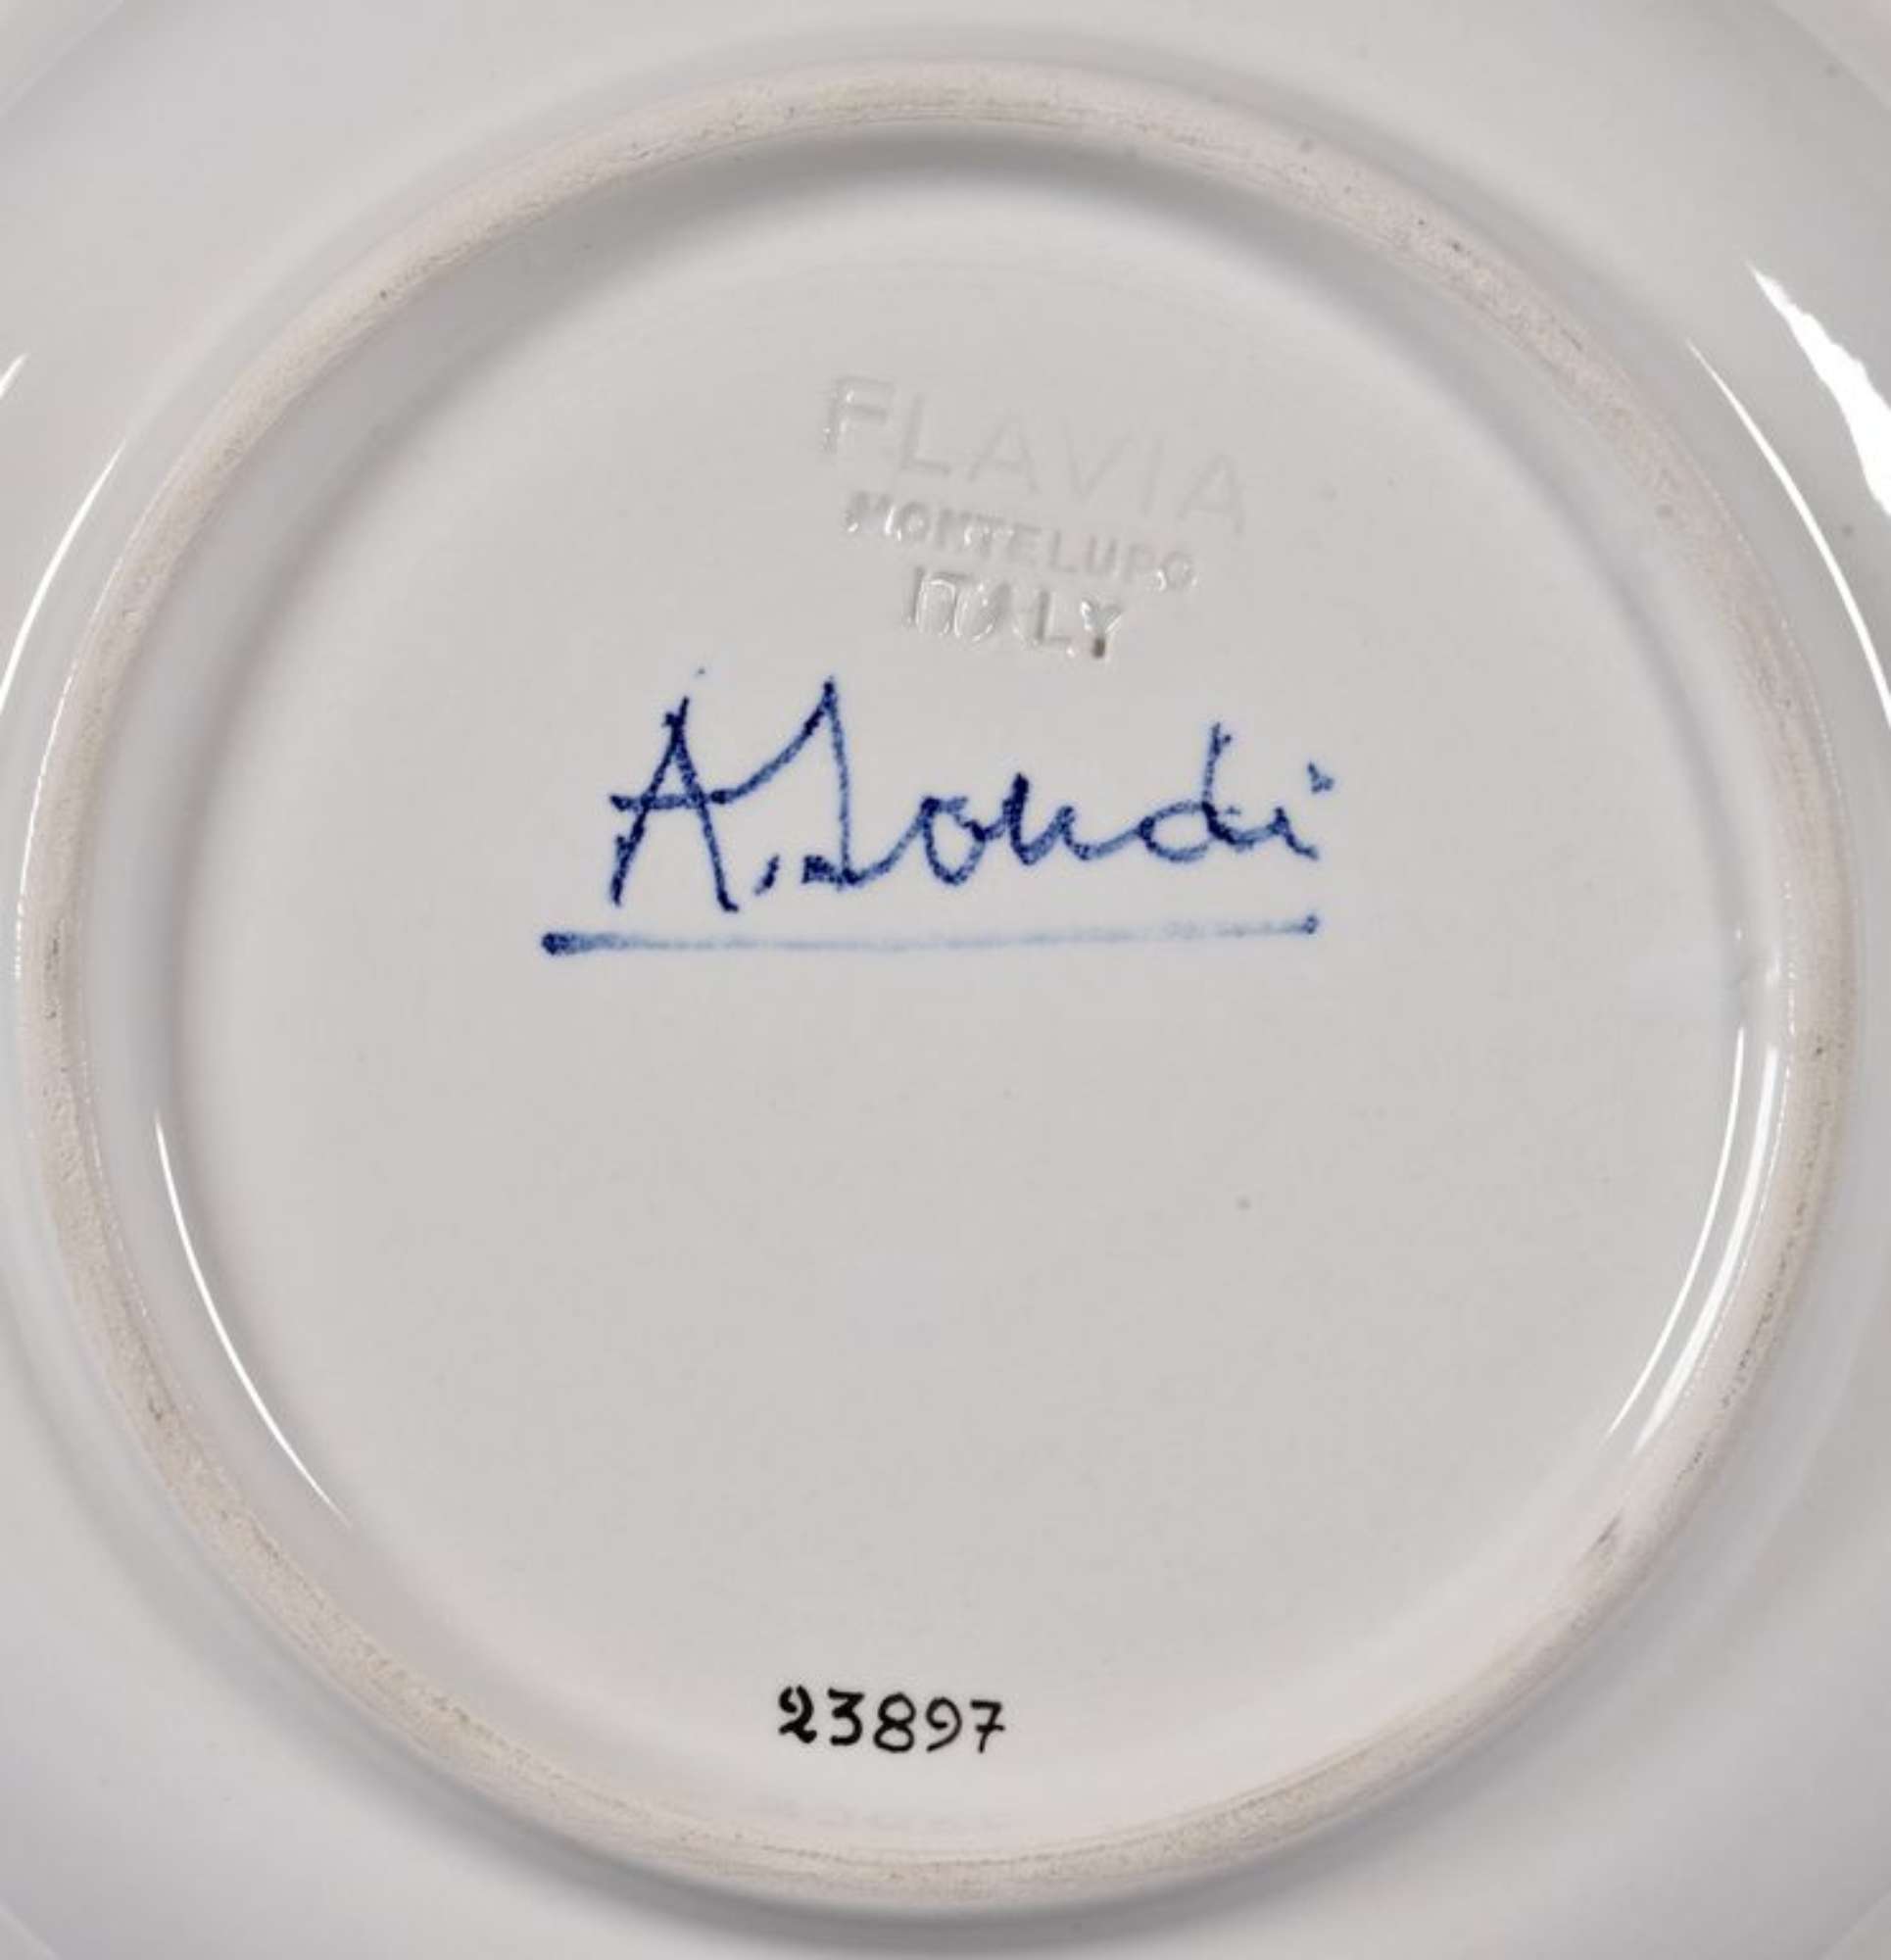 FLAVIA
MONTELUPO
ITALY
A. Londi
23897